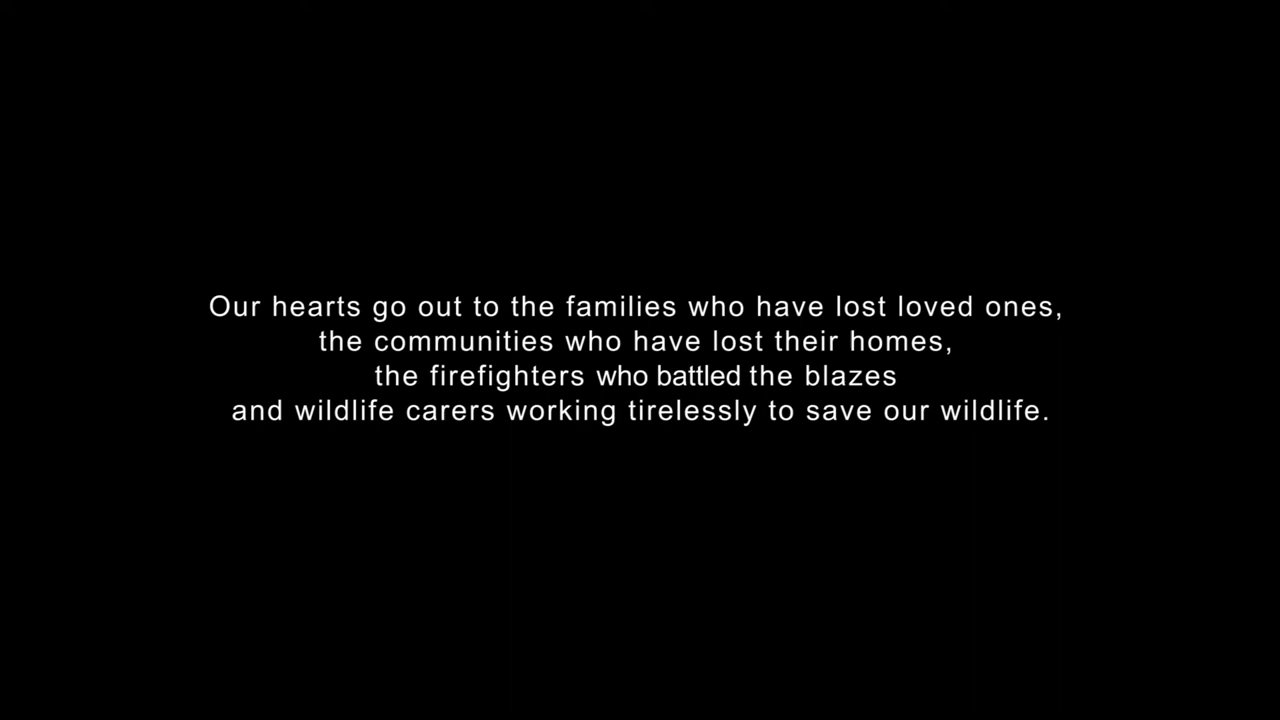 Our hearts go out to the families who have lost loved ones,
the communities who have lost their homes,
the firefighters who battled the blazes
and wildlife carers working tirelessly to save our wildlife.